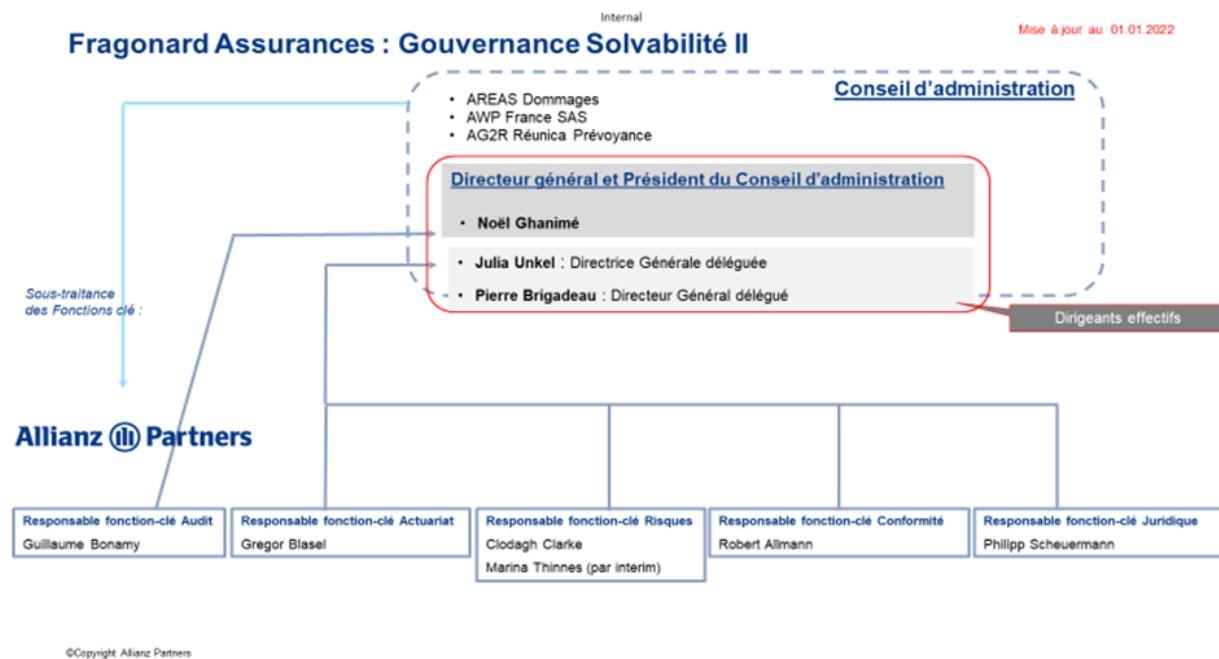 Internal
Fragonard Assurances : Gouvernance Solvabilité II
Mise à jour au 01.01.2022
Conseil d'administration
• AREAS Dommages
• AWP France SAS
• AG2R Réunica Prévoyance
Directeur général et Président du Conseil d'administration
• Noël Ghanimé
• Julia Unkel : Directrice Générale déléguée
• Pierre Brigadeau : Directeur Général délégué
Dirigeants effectifs
Sous-traitance
des Fonctions clé :
Allianz Partners
Responsable fonction-clé Audit
Guillaume Bonamy
Responsable fonction-clé Actuariat
Gregor Blasel
Responsable fonction-clé Risques
Clodagh Clarke
Marina Thinnes (par interim)
Responsable fonction-clé Conformité
Robert Allmann
Responsable fonction-clé Juridique
Philipp Scheuermann
©Copyright Allianz Partners